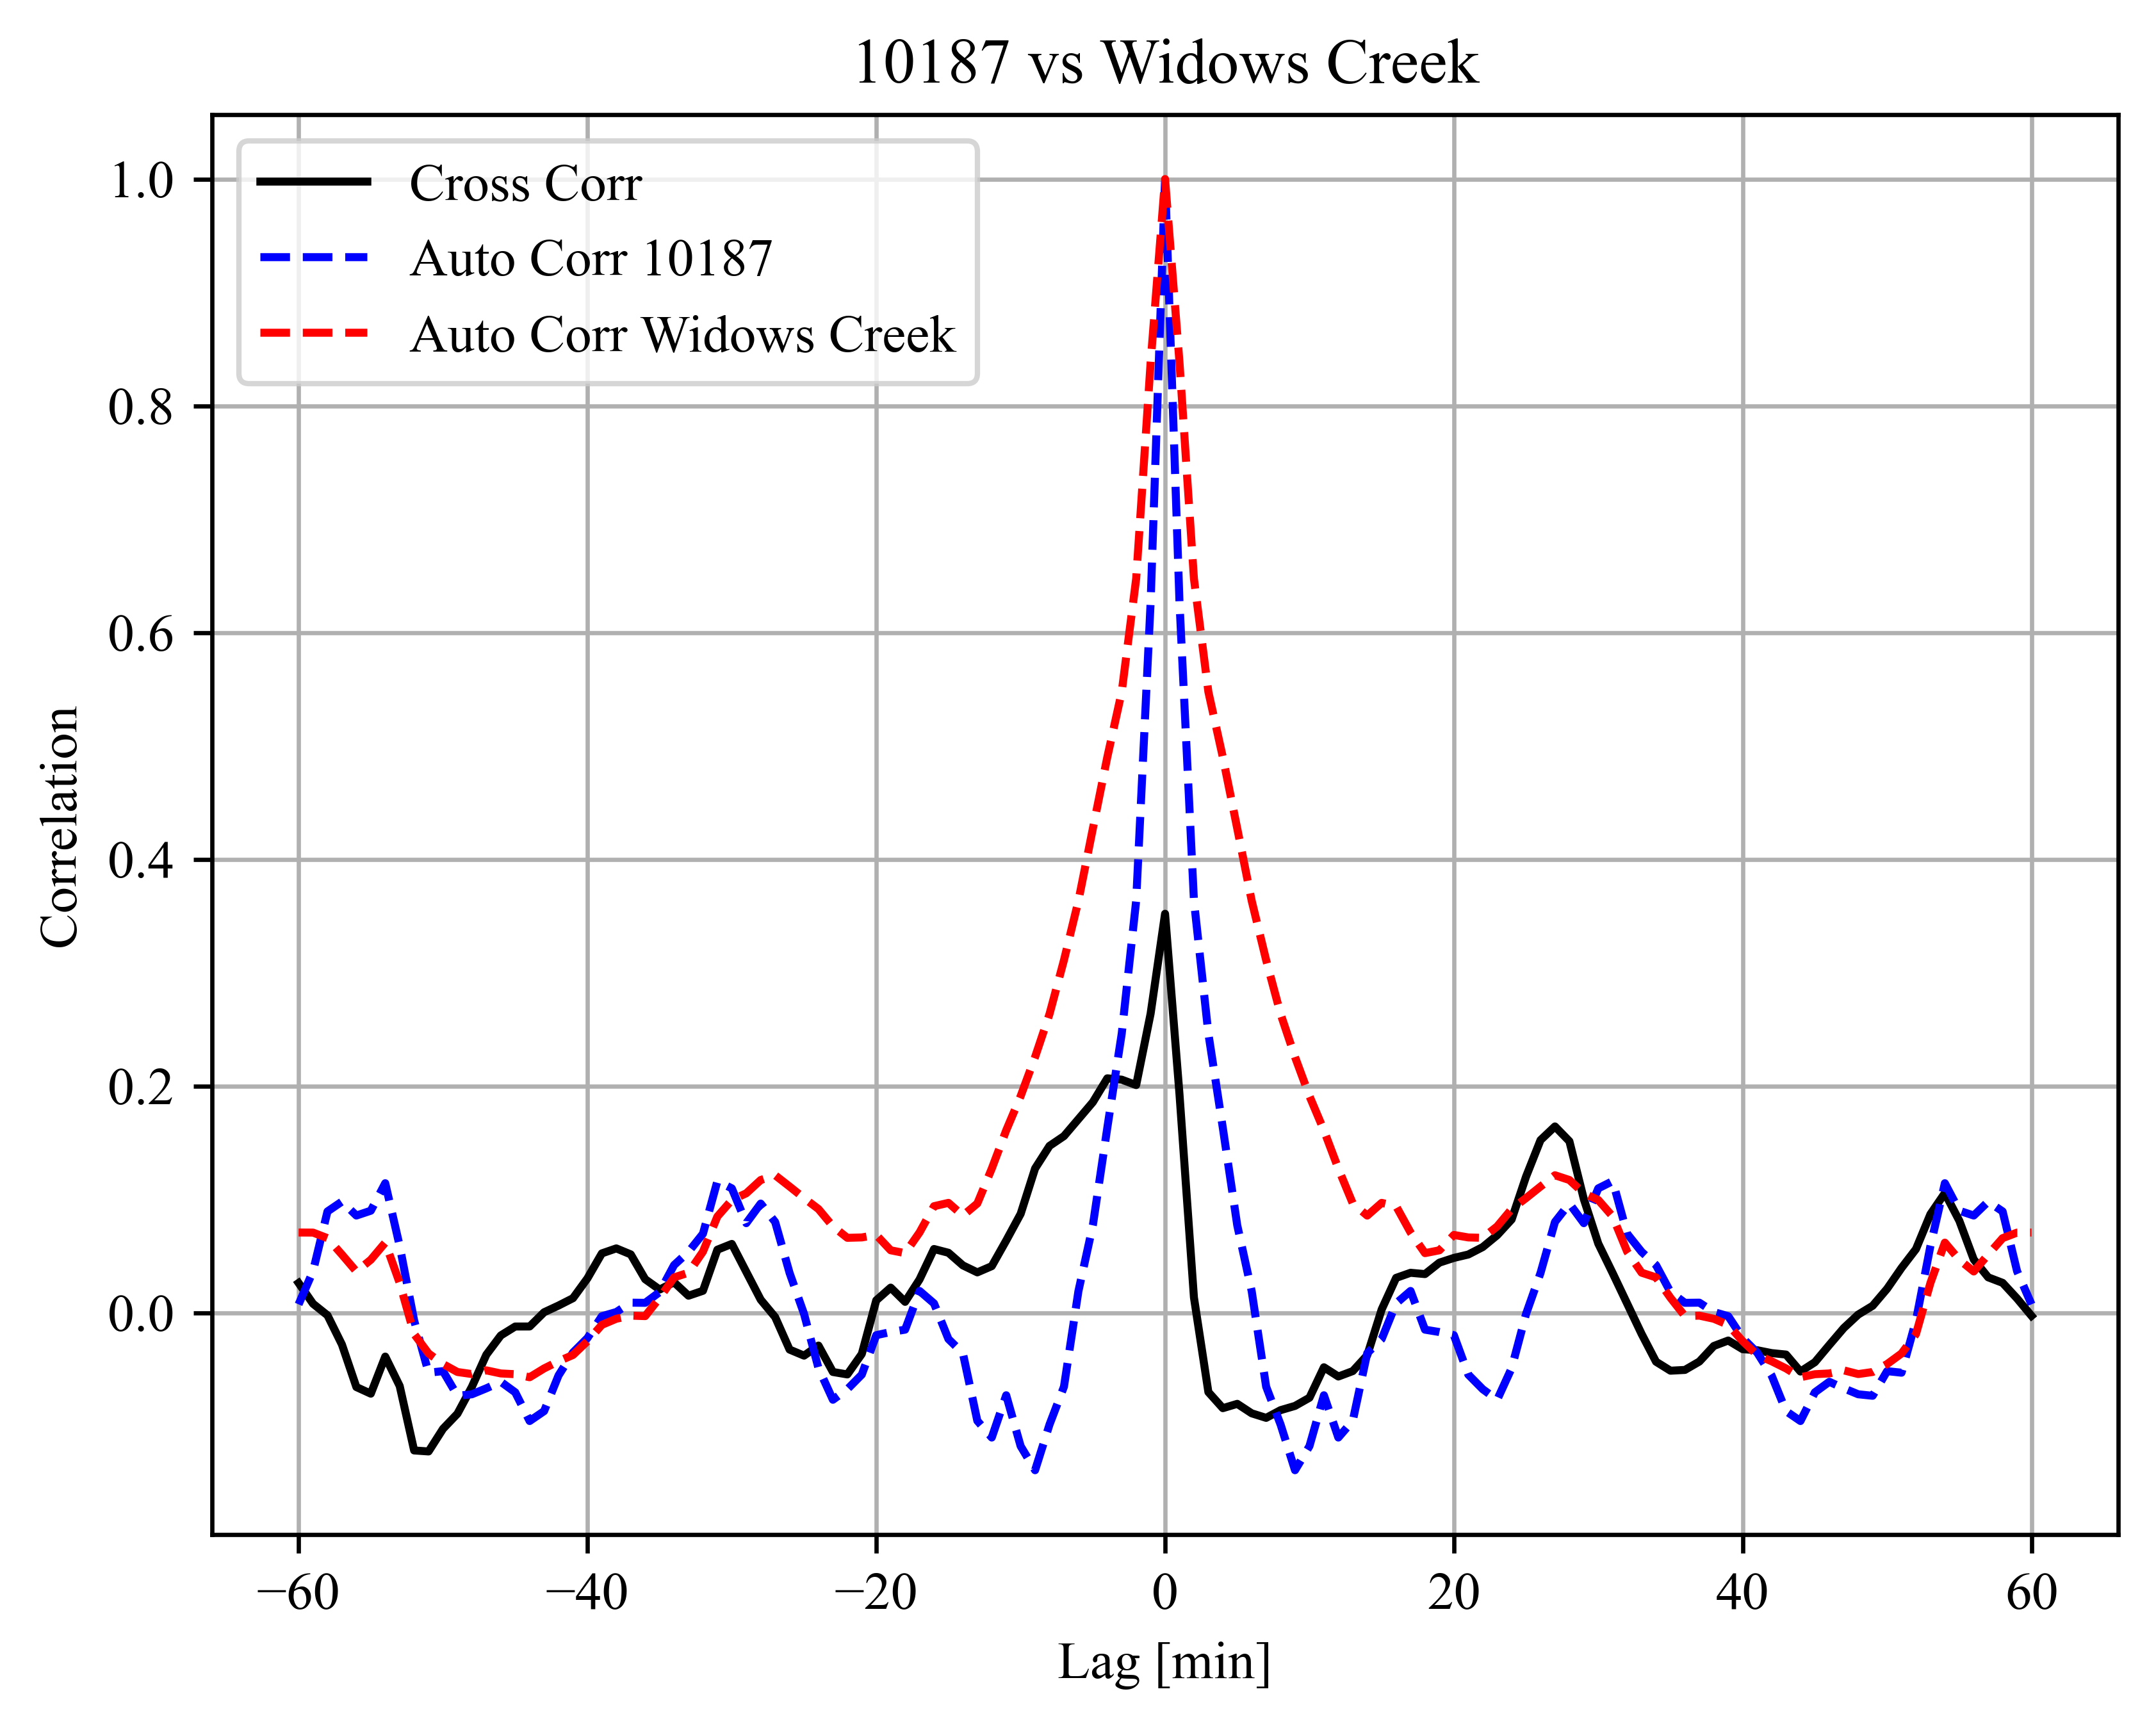 10187 vs Widows Creek
Cross Corr
Auto Corr 10187
Auto Corr Widows Creek
1.0
0.8
0.6
0.4
0.2
0.0
Correlation
−60 −40 −20 0 20 40 60
Lag [min]